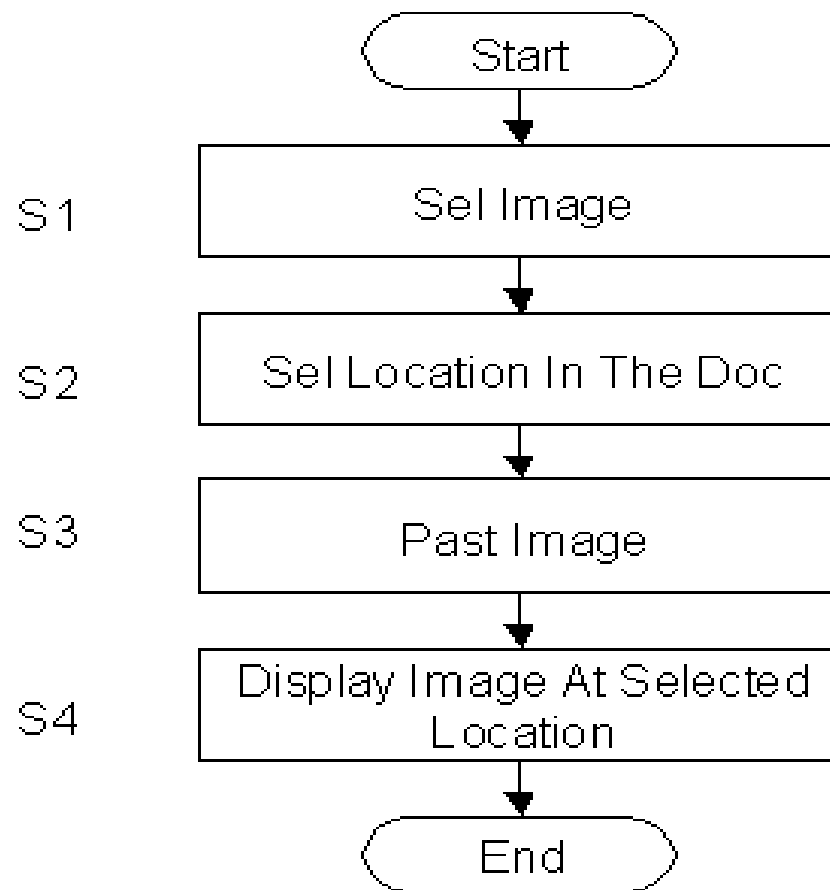 Start
S1
Sel Image
S2
Sel Location In The Doc
S3
Past Image
S4
Display Image At Selected
Location
End